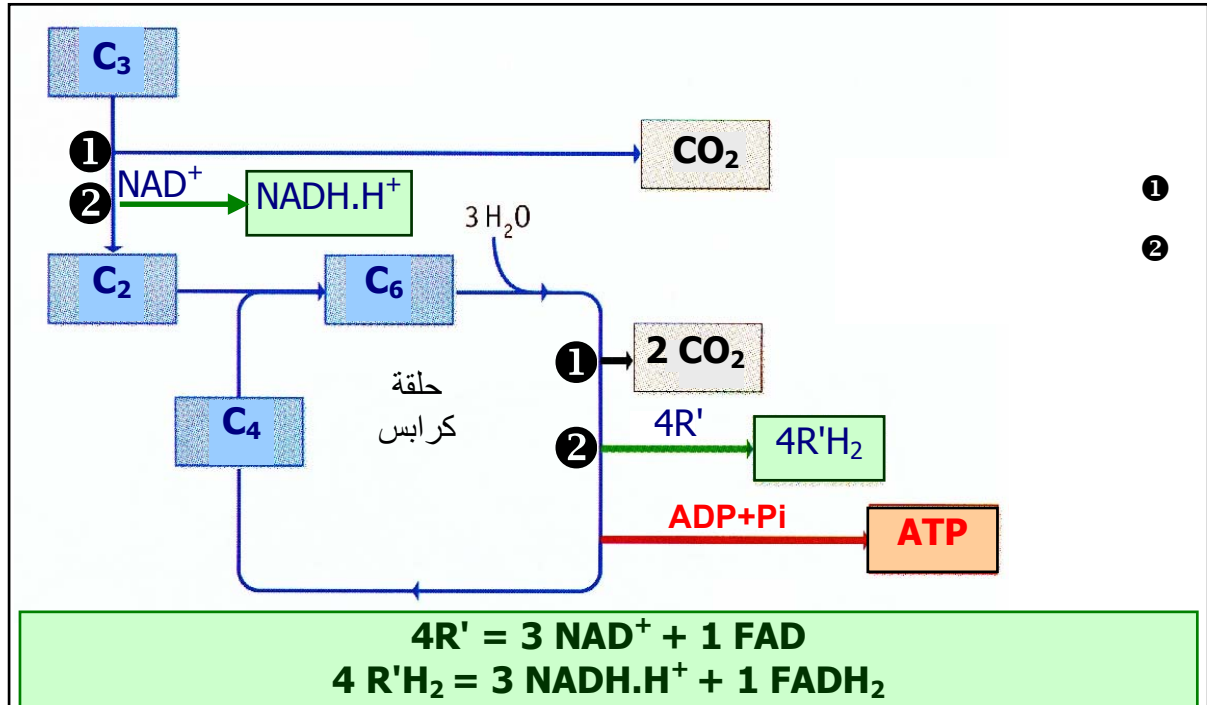 C₃
❶
CO₂
❷ NAD⁺ NADH.H⁺
❶
❷
3 H₂O
C₂
C₆
❶ 2 CO₂
حلقة
كرابس
C₄
❷ 4R' 4R'H₂
ADP+Pi ATP
4R' = 3 NAD⁺ + 1 FAD
4 R'H₂ = 3 NADH.H⁺ + 1 FADH₂